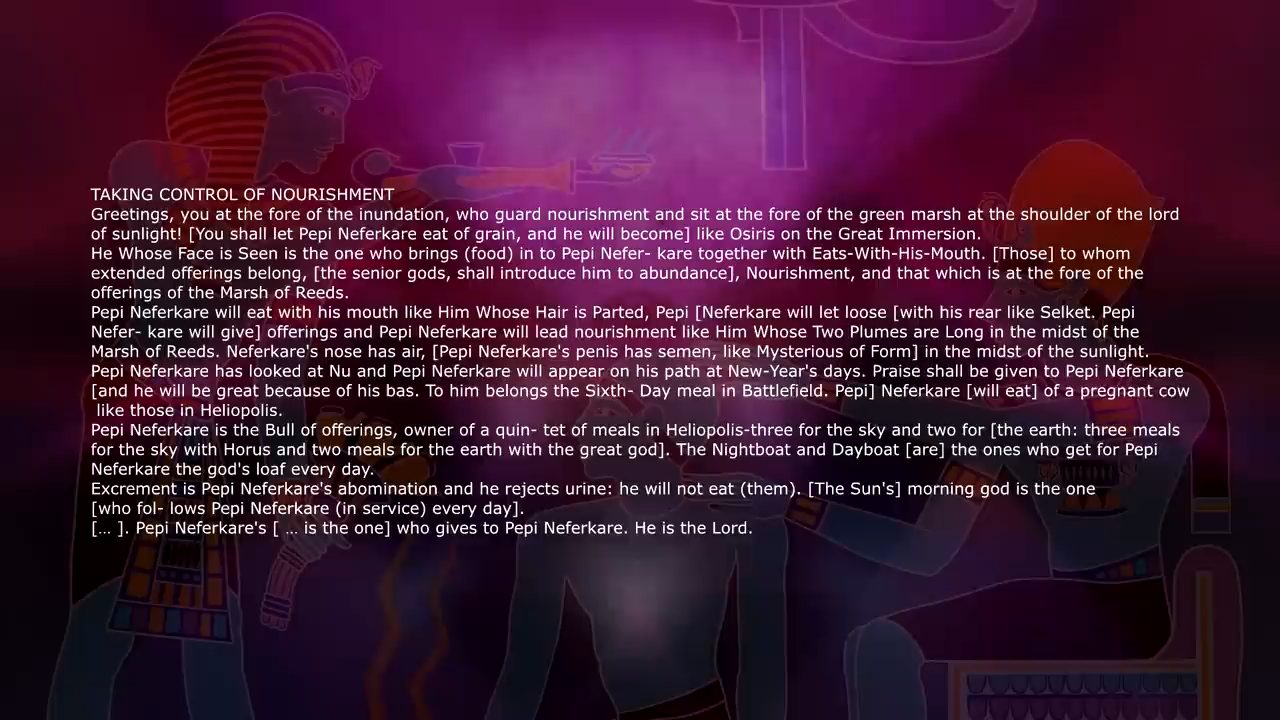 TAKING CONTROL OF NOURISHMENT
Greetings, you at the fore of the inundation, who guard nourishment and sit at the fore of the green marsh at the shoulder of the lord
of sunlight! [You shall let Pepi Neferkare eat of grain, and he will become] like Osiris on the Great Immersion.
He Whose Face is Seen is the one who brings (food) in to Pepi Nefer- kare together with Eats-With-His-Mouth. [Those] to whom
extended offerings belong, [the senior gods, shall introduce him to abundance], Nourishment, and that which is at the fore of the
offerings of the Marsh of Reeds.
Pepi Neferkare will eat with his mouth like Him Whose Hair is Parted, Pepi [Neferkare will let loose [with his rear like Selket. Pepi
Nefer- kare will give] offerings and Pepi Neferkare will lead nourishment like Him Whose Two Plumes are Long in the midst of the
Marsh of Reeds. Neferkare's nose has air, [Pepi Neferkare's penis has semen, like Mysterious of Form] in the midst of the sunlight.
Pepi Neferkare has looked at Nu and Pepi Neferkare will appear on his path at New-Year's days. Praise shall be given to Pepi Neferkare
[and he will be great because of his bas. To him belongs the Sixth- Day meal in Battlefield. Pepi] Neferkare [will eat] of a pregnant cow
like those in Heliopolis.
Pepi Neferkare is the Bull of offerings, owner of a quin- tet of meals in Heliopolis-three for the sky and two for [the earth: three meals
for the sky with Horus and two meals for the earth with the great god]. The Nightboat and Dayboat [are] the ones who get for Pepi
Neferkare the god's loaf every day.
Excrement is Pepi Neferkare's abomination and he rejects urine: he will not eat (them). [The Sun's] morning god is the one
[who fol- lows Pepi Neferkare (in service) every day].
[… ]. Pepi Neferkare's [ … is the one] who gives to Pepi Neferkare. He is the Lord.